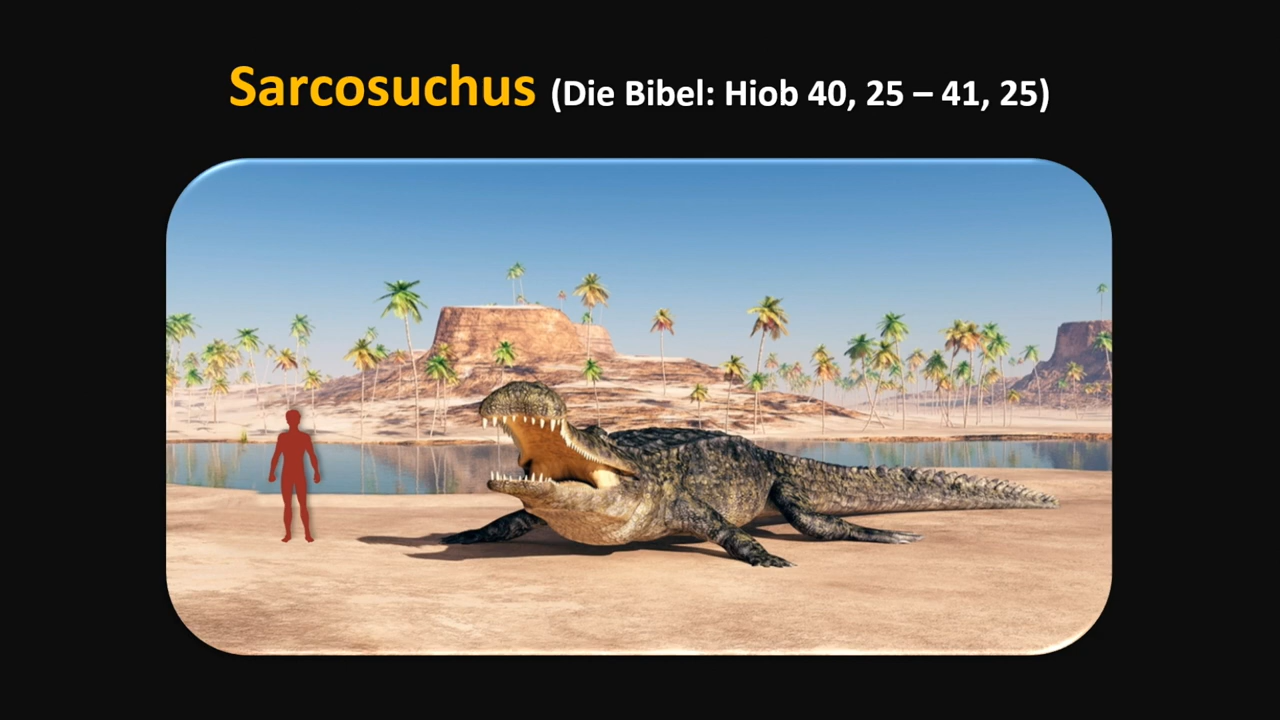 Sarcosuchus (Die Bibel: Hiob 40, 25 – 41, 25)